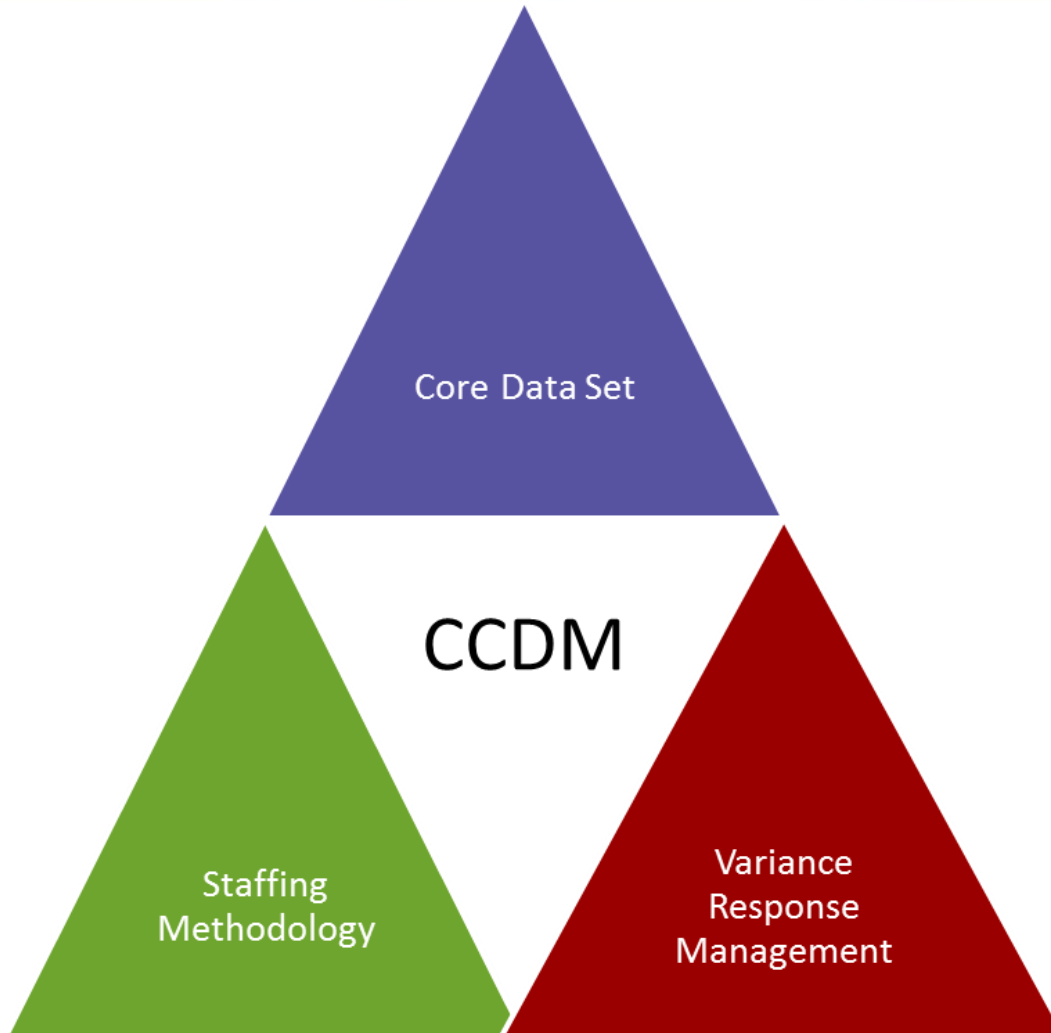 Core Data Set
CCDM
Staffing
Methodology
Variance
Response
Management